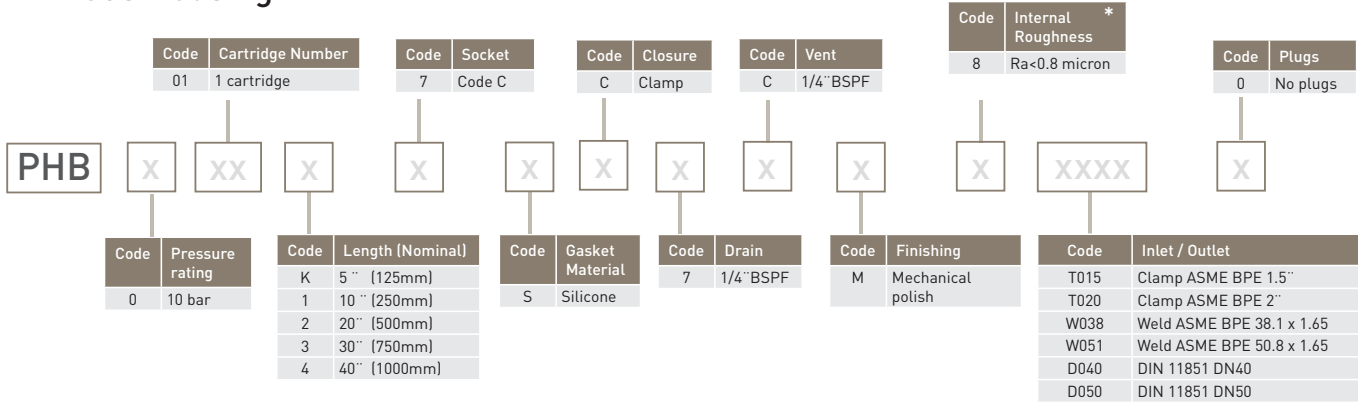 Code Internal *
Roughness
8 Ra<0.8 micron
Code Cartridge Number
01 1 cartridge
Code Socket
7 Code C
Code Closure
C Clamp
Code Vent
C 1/4¨BSPF
Code Plugs
0 No plugs
PHB X XX X X X X X X X X XXXX X
Code Pressure
rating
0 10 bar
Code Length (Nominal)
K 5 ¨ (125mm)
1 10 ¨ (250mm)
2 20¨ (500mm)
3 30¨ (750mm)
4 40¨ (1000mm)
Code Gasket
Material
S Silicone
Code Drain
7 1/4¨BSPF
Code Finishing
M Mechanical
polish
Code Inlet / Outlet
T015 Clamp ASME BPE 1.5¨
T020 Clamp ASME BPE 2¨
W038 Weld ASME BPE 38.1 x 1.65
W051 Weld ASME BPE 50.8 x 1.65
D040 DIN 11851 DN40
D050 DIN 11851 DN50